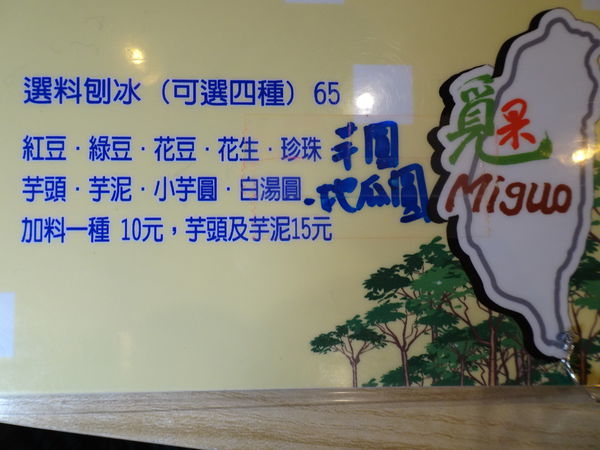 選料刨冰 (可選四種) 65
紅豆·綠豆·花豆·花生·珍珠 芋圓
芋頭·芋泥·小芋圓·白湯圓·地瓜圓
加料一種 10元，芋頭及芋泥15元
覓果
Miguo